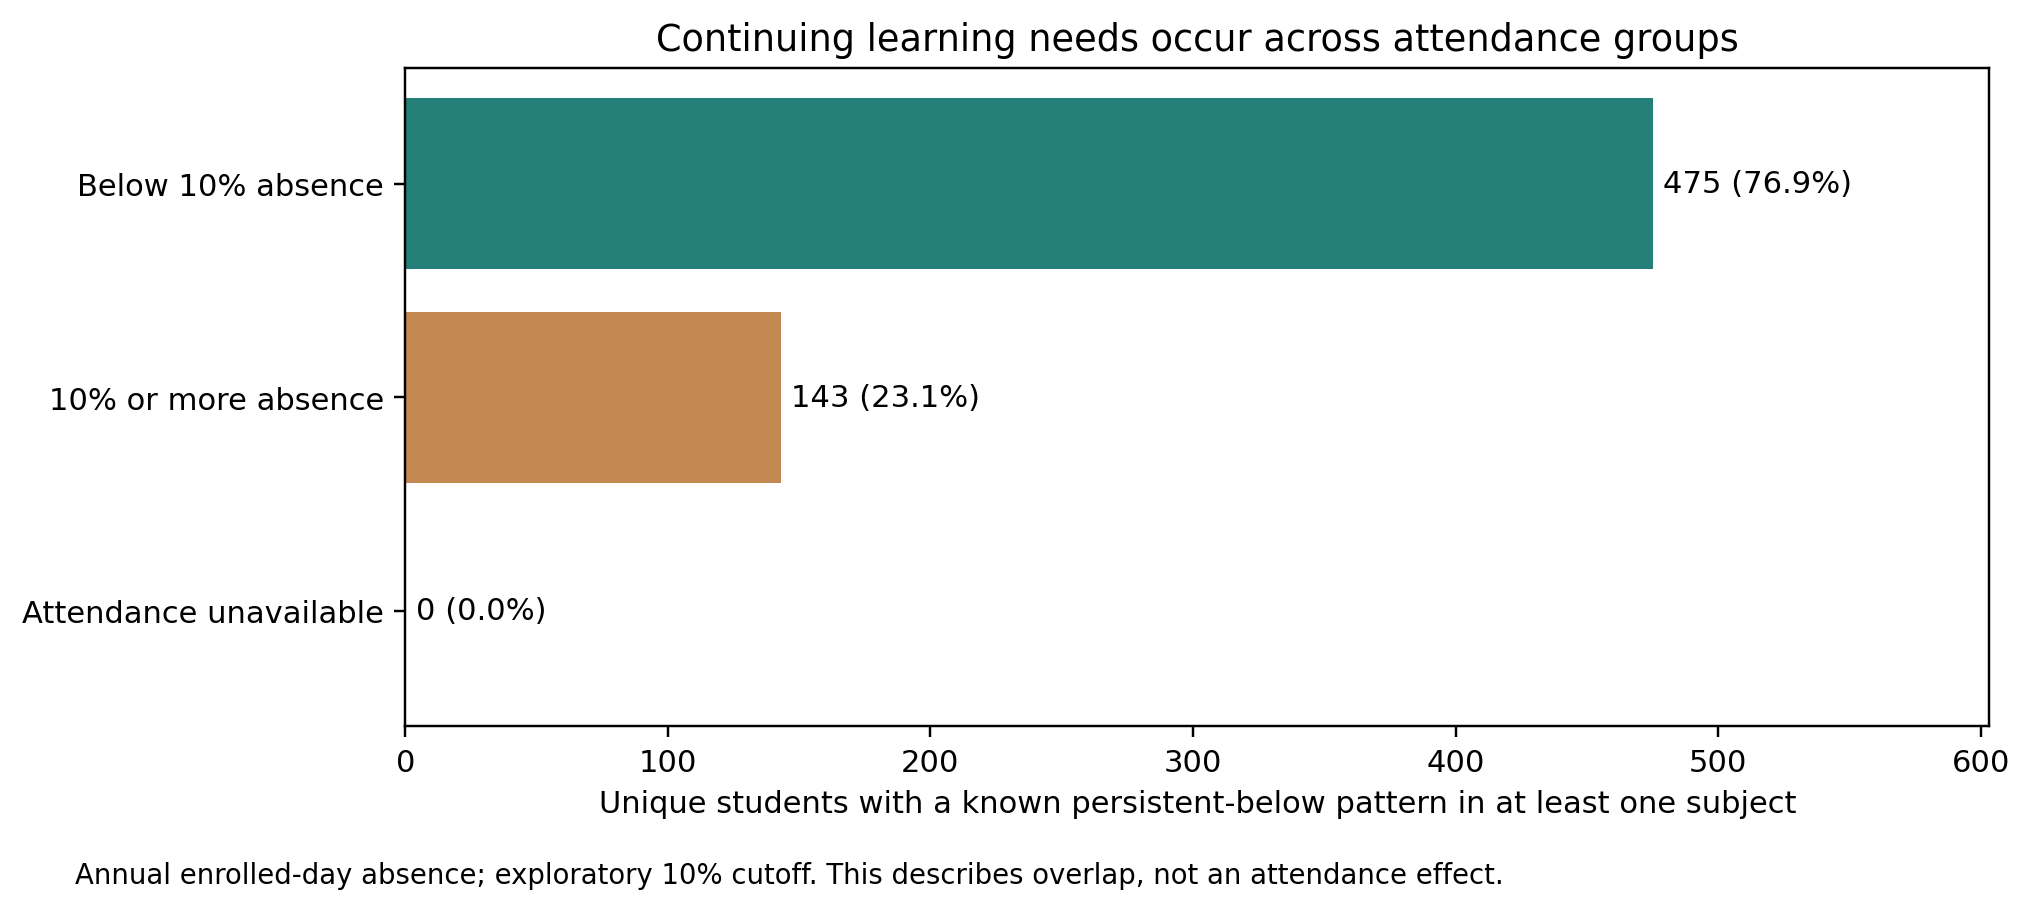 Continuing learning needs occur across attendance groups
Below 10% absence
475 (76.9%)
10% or more absence
143 (23.1%)
Attendance unavailable
0 (0.0%)
0 100 200 300 400 500 600
Unique students with a known persistent-below pattern in at least one subject
Annual enrolled-day absence; exploratory 10% cutoff. This describes overlap, not an attendance effect.